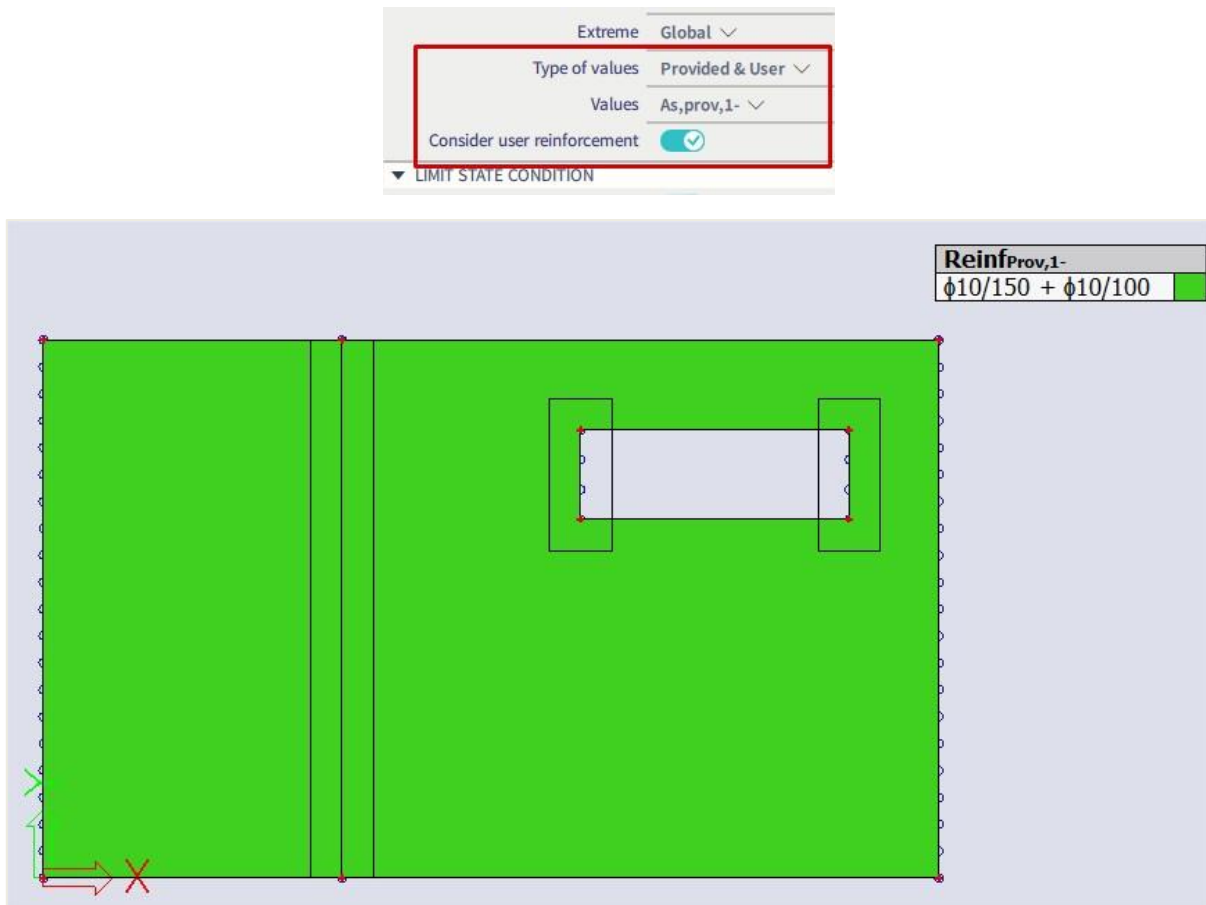 Extreme Global
Type of values Provided & User
Values As,prov,1-
Consider user reinforcement
LIMIT STATE CONDITION
ReinfProv,1-
ϕ10/150 + ϕ10/100
X